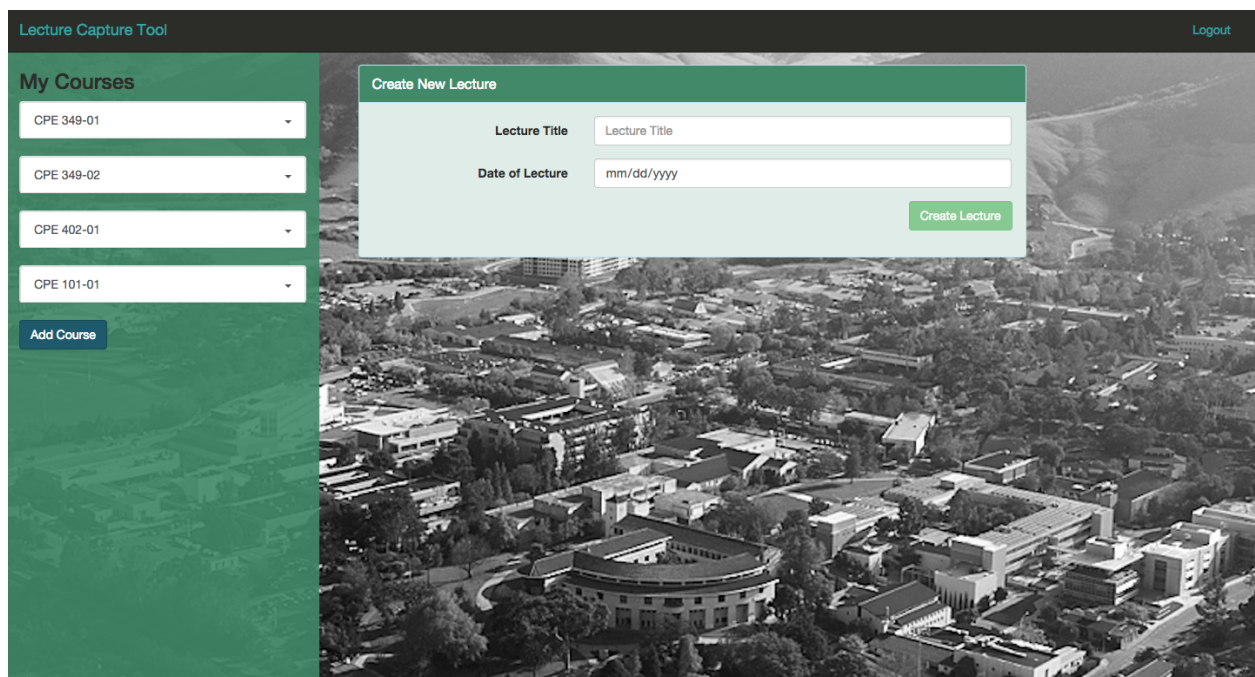 Lecture Capture Tool
Logout
My Courses
CPE 349-01
CPE 349-02
CPE 402-01
CPE 101-01
Add Course
Create New Lecture
Lecture Title
Lecture Title
Date of Lecture
mm/dd/yyyy
Create Lecture